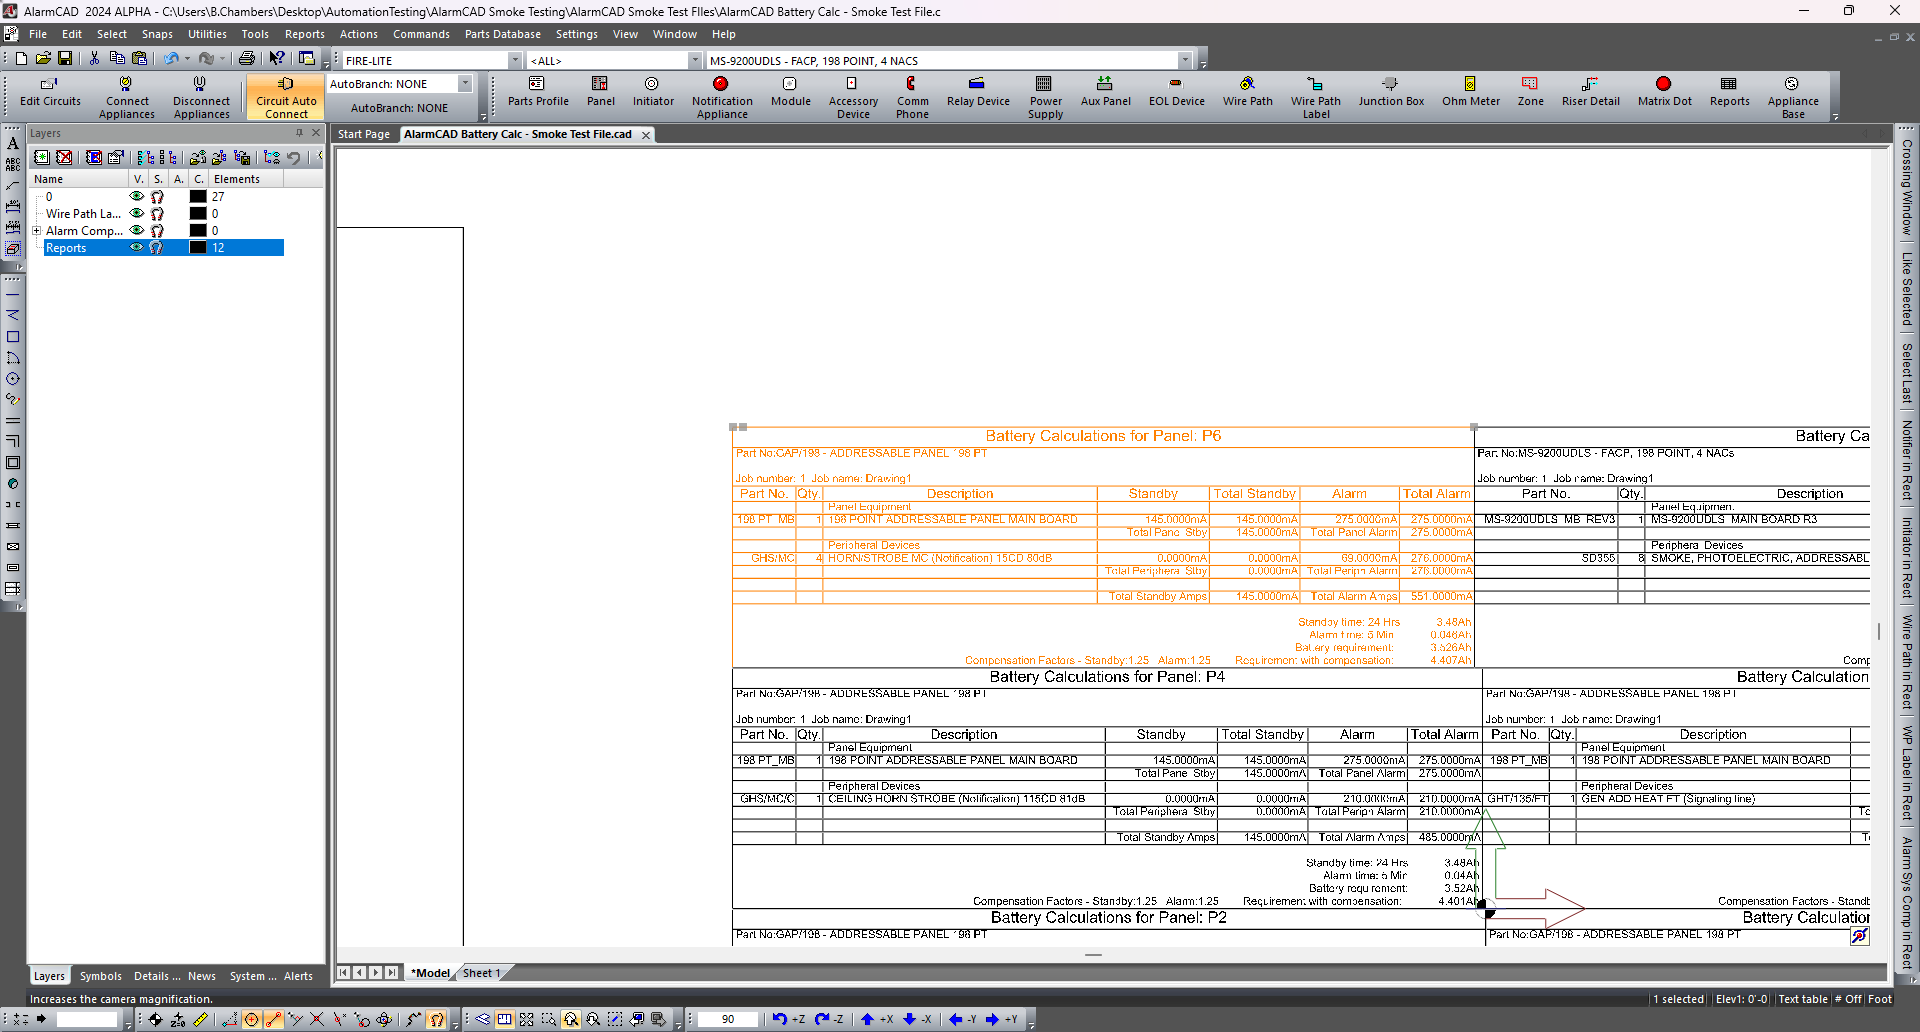 AlarmCAD 2024 ALPHA - C:\Users\B.Chambers\Desktop\AutomationTesting\AlarmCAD Smoke Testing\AlarmCAD Smoke Test FIles\AlarmCAD Battery Calc - Smoke Test File.c
File Edit Select Snaps Utilities Tools Reports Actions Commands Parts Database Settings View Window Help
FIRE-LITE <ALL> MS-9200UDLS - FACP, 198 POINT, 4 NACS
Edit Circuits Connect Appliances Disconnect Appliances Circuit Auto Connect AutoBranch: NONE AutoBranch: NONE Parts Profile Panel Initiator Notification Appliance Module Accessory Device Comm Phone Relay Device Power Supply Aux Panel EOL Device Wire Path Wire Path Label Junction Box Ohm Meter Zone Riser Detail Matrix Dot Reports Appliance Base
Layers
Start Page AlarmCAD Battery Calc - Smoke Test File.cad
Name V. S. A. C. Elements
0 27
Wire Path La... 0
Alarm Comp... 0
Reports 12
Battery Calculations for Panel: P6
Part No:GAP/198 - ADDRESSABLE PANEL 198 PT
Job number: 1 Job name: Drawing1
Part No. Qty. Description Standby Total Standby Alarm Total Alarm
Panel Equipment
198 PT_MB 1 198 POINT ADDRESSABLE PANEL MAIN BOARD 145.0000mA 145.0000mA 275.0000mA 275.0000mA
Total Panel Stby 145.0000mA Total Panel Alarm 275.0000mA
Peripheral Devices
GHS/MC 4 HORN/STROBE MC (Notification) 15CD 80dB 0.0000mA 0.0000mA 69.0000mA 276.0000mA
Total Peripheral Stby 0.0000mA Total Periph Alarm 276.0000mA
Total Standby Amps 145.0000mA Total Alarm Amps 551.0000mA
Standby time: 24 Hrs 3.48Ah
Alarm time: 5 Min 0.046Ah
Battery requirement: 3.526Ah
Compensation Factors - Standby:1.25 Alarm:1.25 Requirement with compensation: 4.407Ah
Battery Ca
Part No:MS-9200UDLS - FACP, 198 POINT, 4 NACs
Job number: 1 Job name: Drawing1
Part No. Qty. Description
Panel Equipment
MS-9200UDLS_MB_REV3 1 MS-9200UDLS MAIN BOARD R3
Peripheral Devices
SD355 8 SMOKE, PHOTOELECTRIC, ADDRESSABL
Comp
Battery Calculations for Panel: P4
Part No:GAP/198 - ADDRESSABLE PANEL 198 PT
Job number: 1 Job name: Drawing1
Part No. Qty. Description Standby Total Standby Alarm Total Alarm
Panel Equipment
198 PT_MB 1 198 POINT ADDRESSABLE PANEL MAIN BOARD 145.0000mA 145.0000mA 275.0000mA 275.0000mA
Total Panel Stby 145.0000mA Total Panel Alarm 275.0000mA
Peripheral Devices
GHS/MC/C 1 CEILING HORN STROBE (Notification) 115CD 81dB 0.0000mA 0.0000mA 210.0000mA 210.0000mA
Total Peripheral Stby 0.0000mA Total Periph Alarm 210.0000mA
Total Standby Amps 145.0000mA Total Alarm Amps 485.0000mA
Standby time: 24 Hrs 3.48Ah
Alarm time: 5 Min 0.04Ah
Battery requirement: 3.52Ah
Compensation Factors - Standby:1.25 Alarm:1.25 Requirement with compensation: 4.401Ah
Battery Calculation
Part No:GAP/198 - ADDRESSABLE PANEL 198 PT
Job number: 1 Job name: Drawing1
Part No. Qty. Description
Panel Equipment
198 PT_MB 1 198 POINT ADDRESSABLE PANEL MAIN BOARD
Peripheral Devices
GHT/135/FT 1 GEN ADD HEAT FT (Signaling line)
Compensation Factors - Standb
Battery Calculations for Panel: P2
Part No:GAP/198 - ADDRESSABLE PANEL 198 PT
Battery Calculation
Part No:GAP/198 - ADDRESSABLE PANEL 198 PT
Crossing Window
Like Selected
Select Last
Notifier in Rect
Initiator in Rect
Wire Path in Rect
WP Label in Rect
Alarm Sys Comp in Rect
Layers Symbols Details ... News System ... Alerts
*Model Sheet 1
Increases the camera magnification.
1 selected Elev1: 0'-0 Text table # Off Foot
90 +Z -Z +X -X -Y +Y